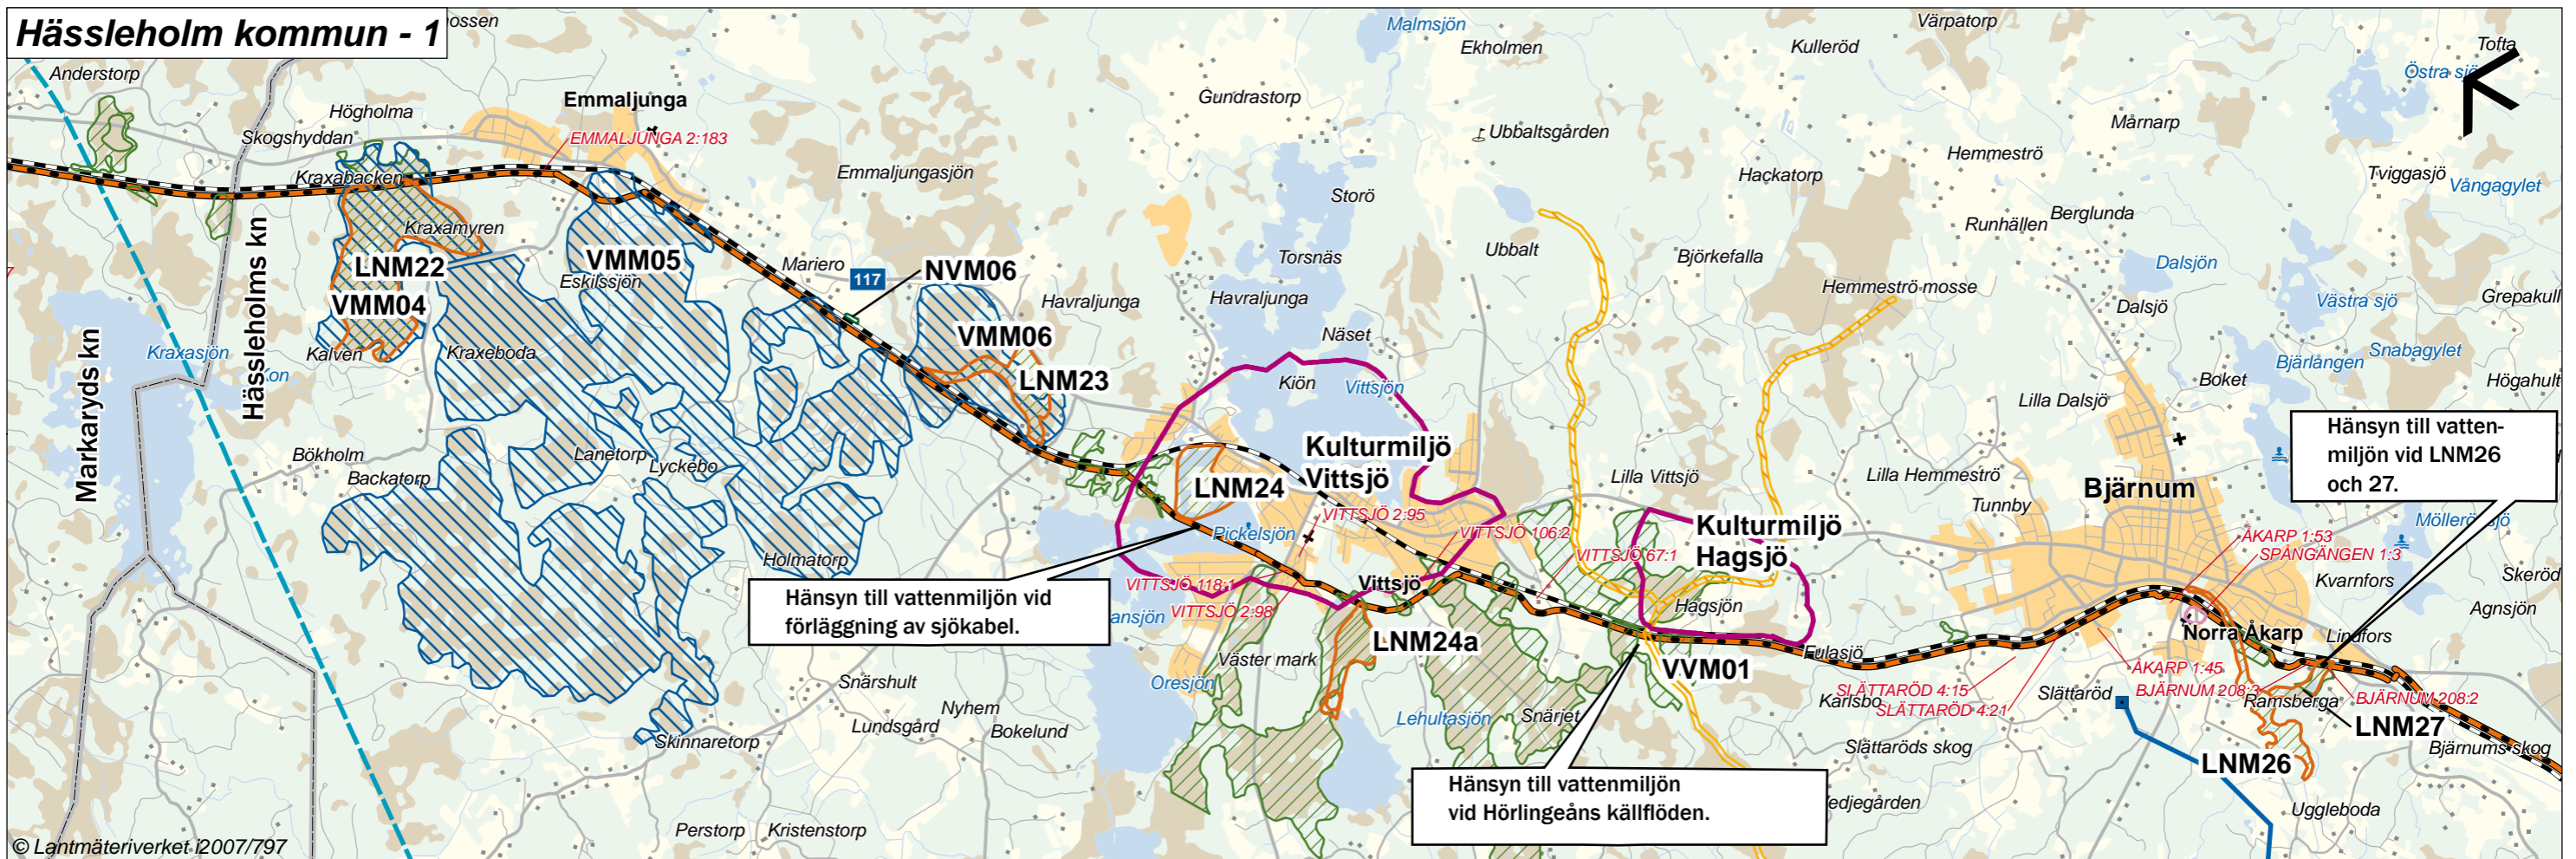 Hässleholm kommun - 1
ossen
Anderstorp
Högholma
Skogshyddan
Emmaljunga
EMMALJUNGA 2:183
Kraxabacken
Kraxamyren
LNM22
VMM04
Kalven
Kraxasjön
Markaryds kn
Hässleholms kn
Bökholm
Backatorp
Kraxeboda
Eskilssjön
VMM05
Lanetorp
Lyckebo
Holmatorp
Skinnaretorp
Mariero
117
NVM06
VMM06
LNM23
Emmaljungasjön
Havraljunga
Malmsjön
Ekholmen
Gundrastorp
Ubbaltsgården
Storö
Torsnäs
Havraljunga
Näset
Ubbalt
Kiön
Vittsjön
Kulturmiljö
Vittsjö
LNM24
Pickelsjön
VITTSJÖ 2:95
VITTSJÖ 106:2
VITTSJÖ 67:1
VITTSJÖ 118:1
VITTSJÖ 2:98
Vittsjö
ansjön
Hänsyn till vattenmiljön vid
förläggning av sjökabel.
LNM24a
Väster mark
Oresjön
Snärshult
Lundsgård
Nyhem
Bokelund
Perstorp
Kristenstorp
Lehultasjön
Snärjet
Lilla Vittsjö
Kulturmiljö
Hagsjö
Hagsjön
VVM01
Fulasjö
Hänsyn till vattenmiljön
vid Hörlingeåns källflöden.
edjegården
Värpatorp
Kulleröd
Tofta
Östra sjö
Mårnarp
Hemmeströ
Hackatorp
Tviggasjö
Vångagylet
Berglunda
Runhällen
Björkefalla
Dalsjön
Hemmeströ mosse
Dalsjö
Västra sjö
Grepakull
Bjärlången
Snabagylet
Boket
Högahult
Lilla Dalsjö
Hänsyn till vatten-
miljön vid LNM26
och 27.
Lilla Hemmeströ
Tunnby
Bjärnum
ÅKARP 1:53
SPÅNGÄNGEN 1:3
Kvarnfors
Skeröd
Agnsjön
Norra Åkarp
Lindfors
ÅKARP 1:45
SLÄTTARÖD 4:15
SLÄTTARÖD 4:21
BJÄRNUM 208:3
BJÄRNUM 208:2
Karlsbo
Slättaröd
Ramsberga
LNM27
Slättaröds skog
Bjärnums skog
LNM26
Uggleboda
© Lantmäteriverket i2007/797